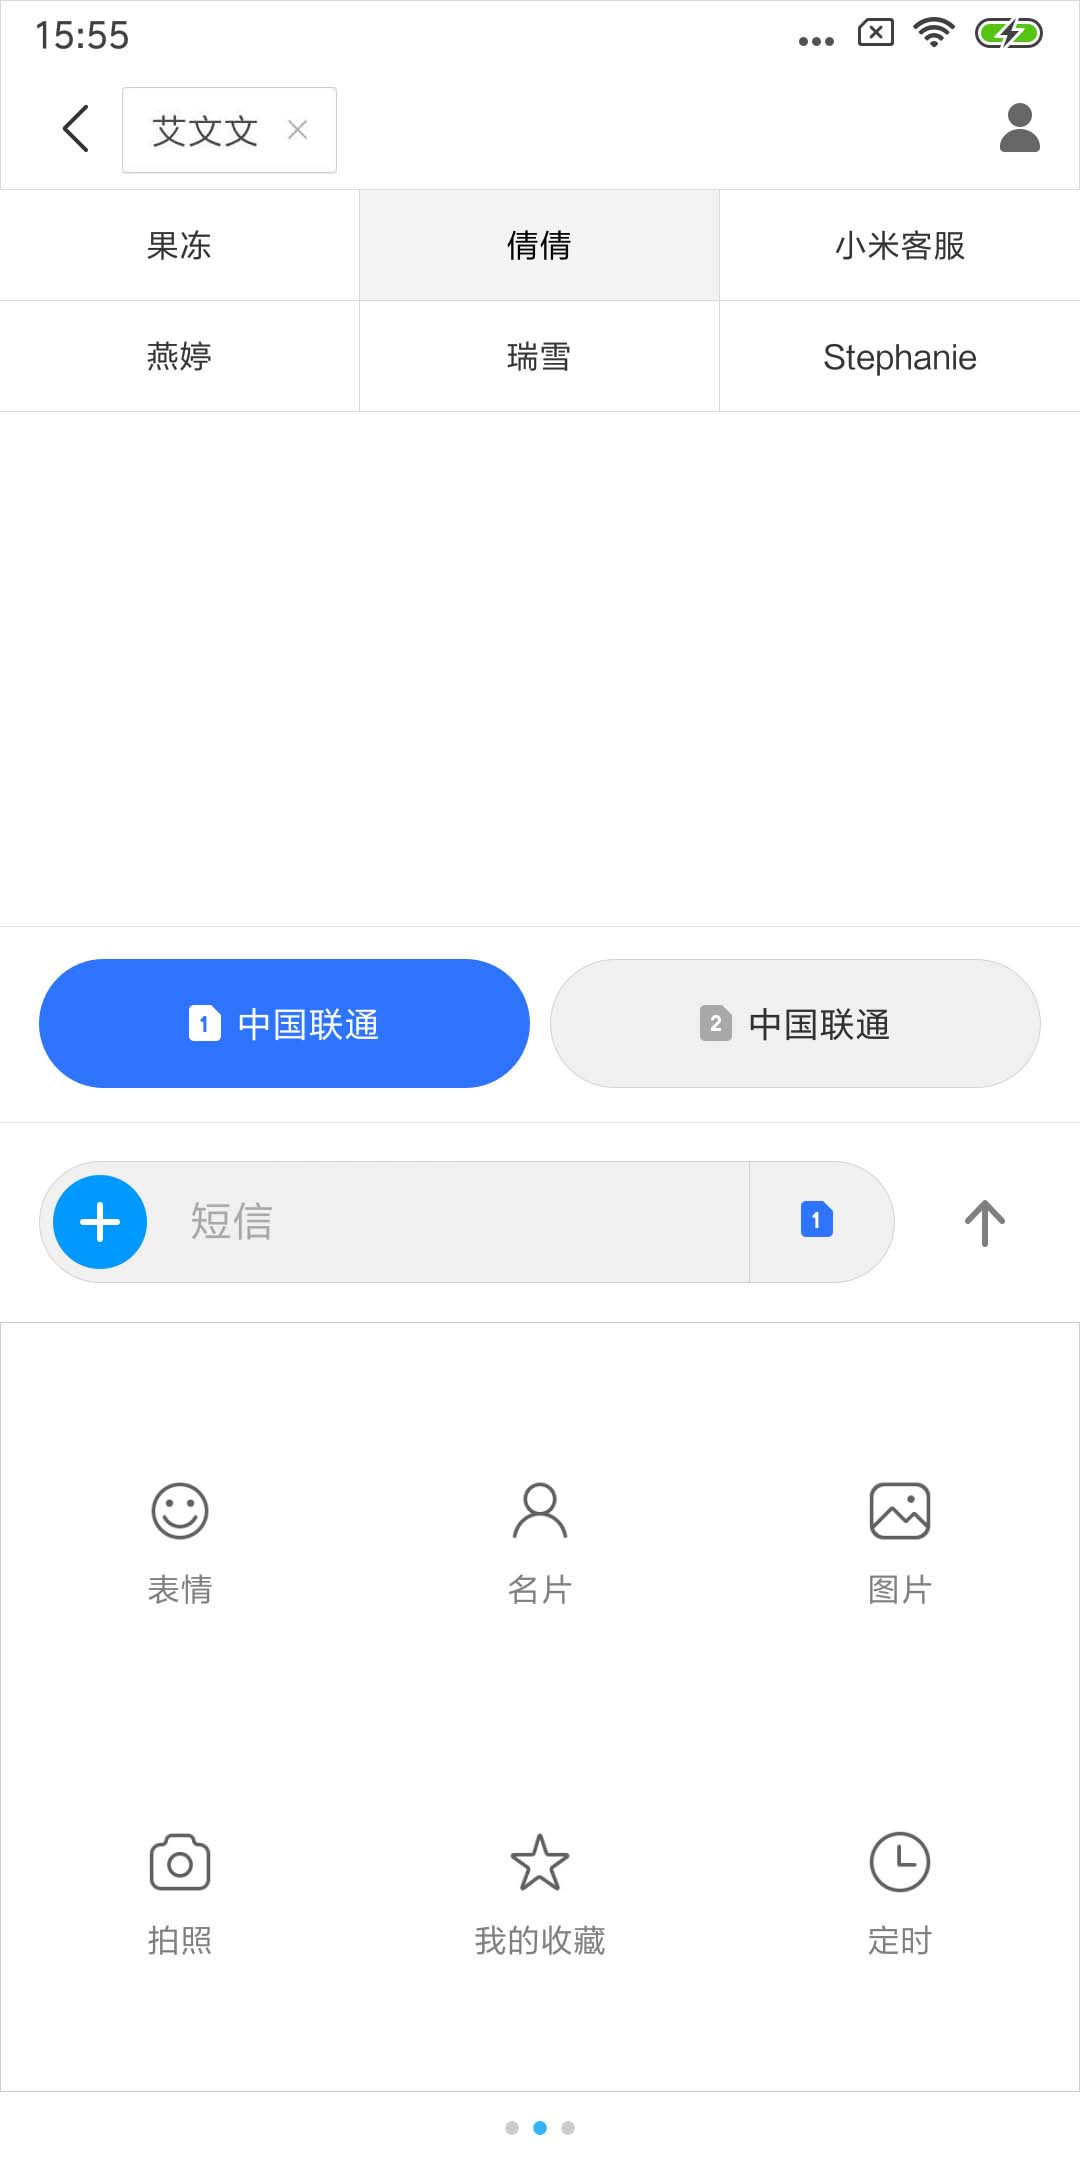 15:55
艾文文
果冻 倩倩 小米客服
燕婷 瑞雪 Stephanie
1 中国联通 2 中国联通
短信 1
表情 名片 图片
拍照 我的收藏 定时